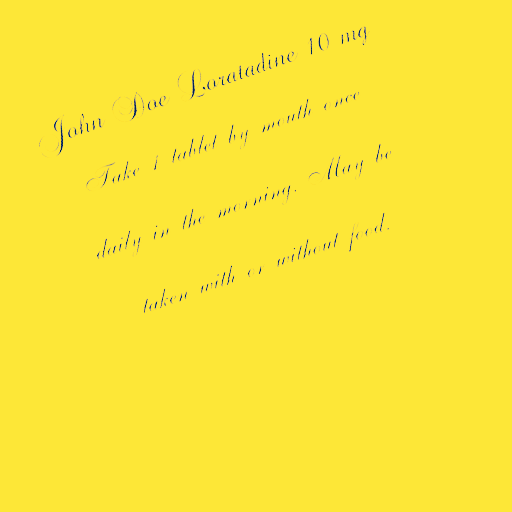 John Doe Loratadine 10 mg
Take 1 tablet by mouth once
daily in the morning. May be
taken with or without food.